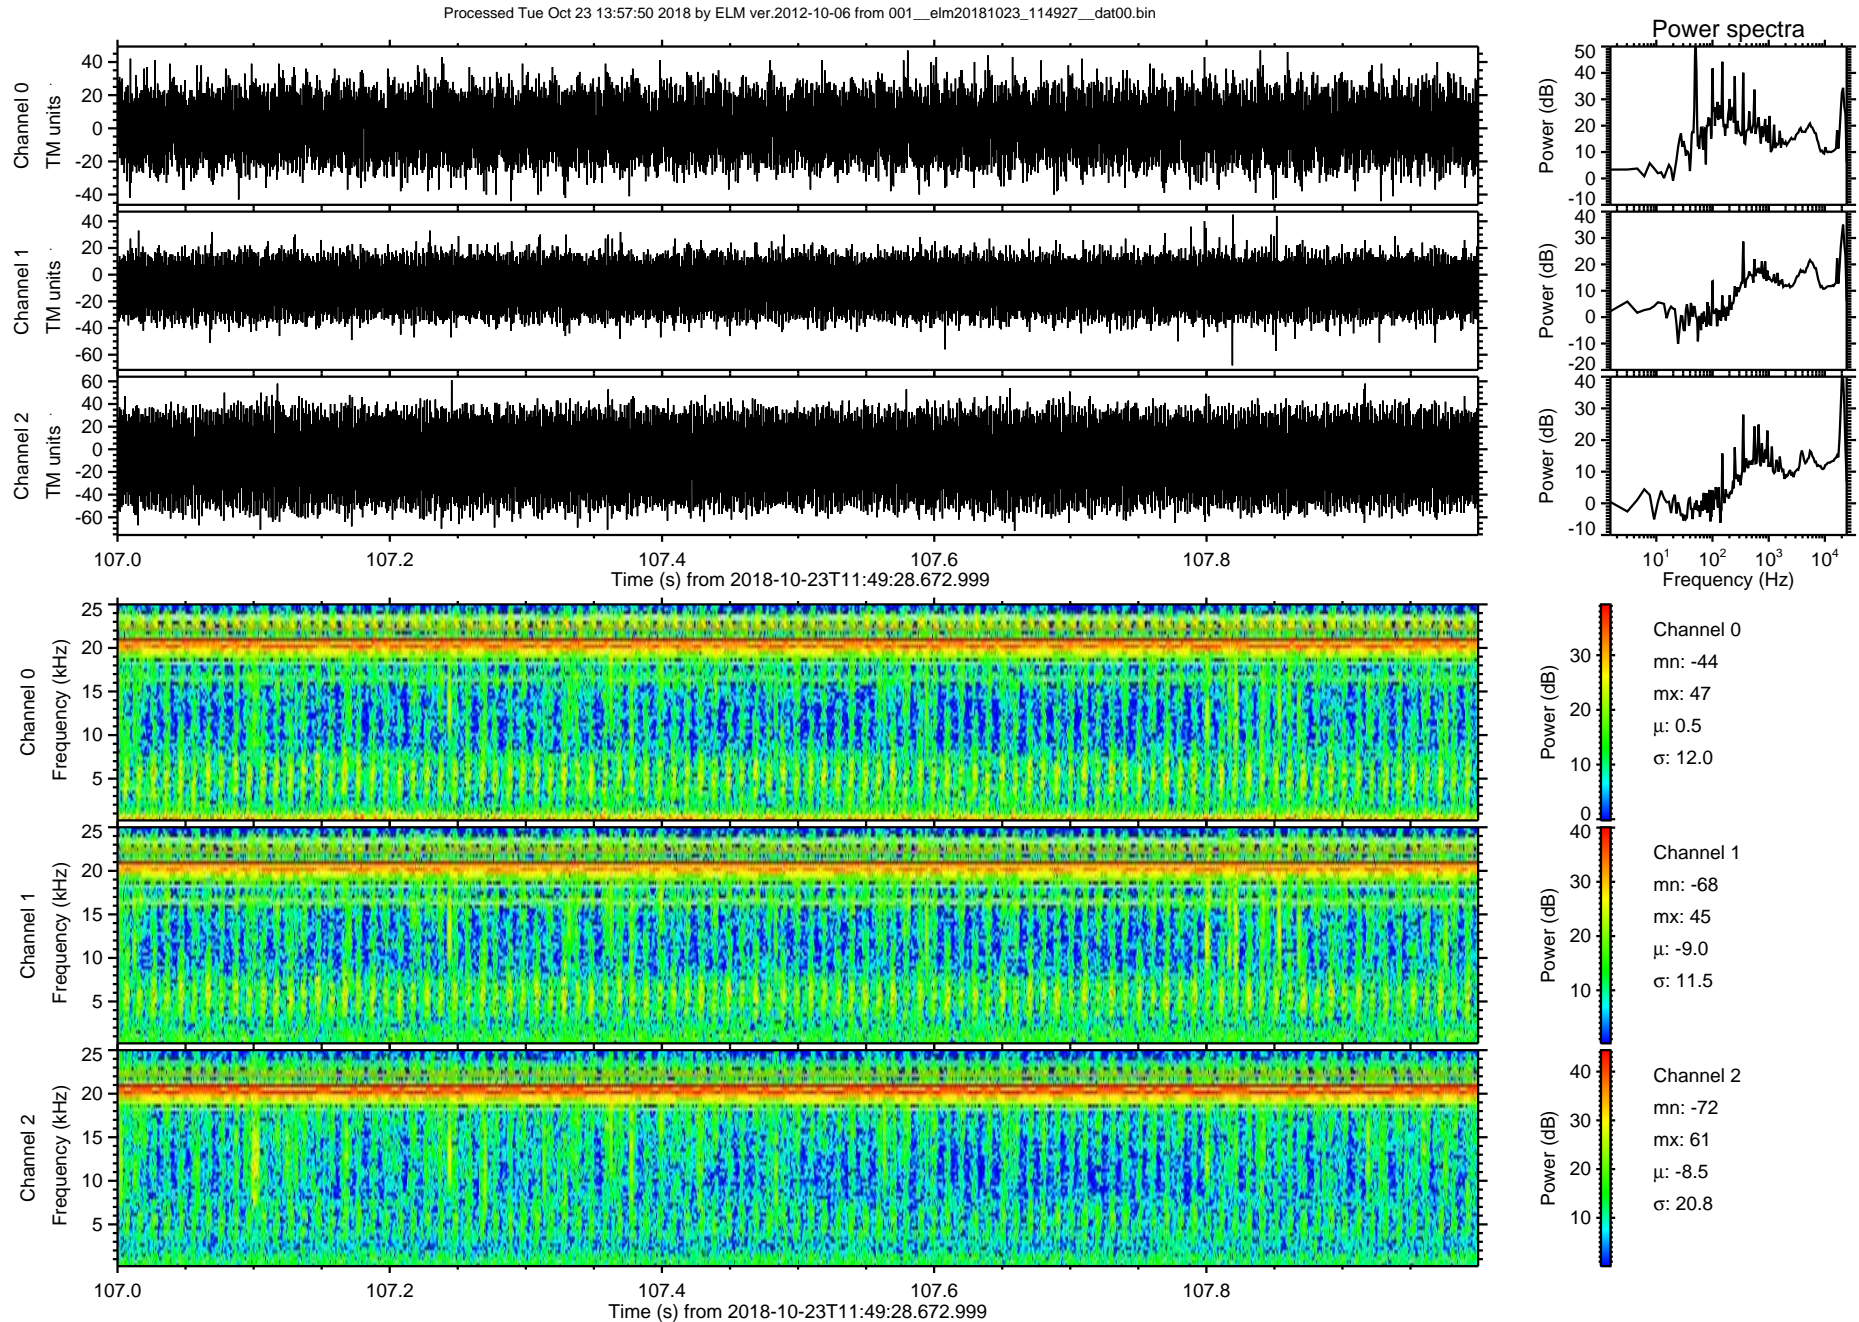 Processed Tue Oct 23 13:57:50 2018 by ELM ver.2012-10-06 from 001__elm20181023_114927__dat00.bin
Power spectra
Channel 0
TM units
40
20
0
-20
-40
Power (dB)
50
40
30
20
10
0
-10
Channel 1
TM units
40
20
0
-20
-40
-60
Power (dB)
40
30
20
10
0
-10
-20
Channel 2
TM units
60
40
20
0
-20
-40
-60
Power (dB)
40
30
20
10
0
-10
107.0 107.2 107.4 107.6 107.8
Time (s) from 2018-10-23T11:49:28.672.999
10^1 10^2 10^3 10^4
Frequency (Hz)
Channel 0
Frequency (kHz)
25
20
15
10
5
Power (dB)
30
20
10
0
Channel 0
mn: -44
mx: 47
μ: 0.5
σ: 12.0
Channel 1
Frequency (kHz)
25
20
15
10
5
Power (dB)
40
30
20
10
Channel 1
mn: -68
mx: 45
μ: -9.0
σ: 11.5
Channel 2
Frequency (kHz)
25
20
15
10
5
Power (dB)
40
30
20
10
Channel 2
mn: -72
mx: 61
μ: -8.5
σ: 20.8
107.0 107.2 107.4 107.6 107.8
Time (s) from 2018-10-23T11:49:28.672.999